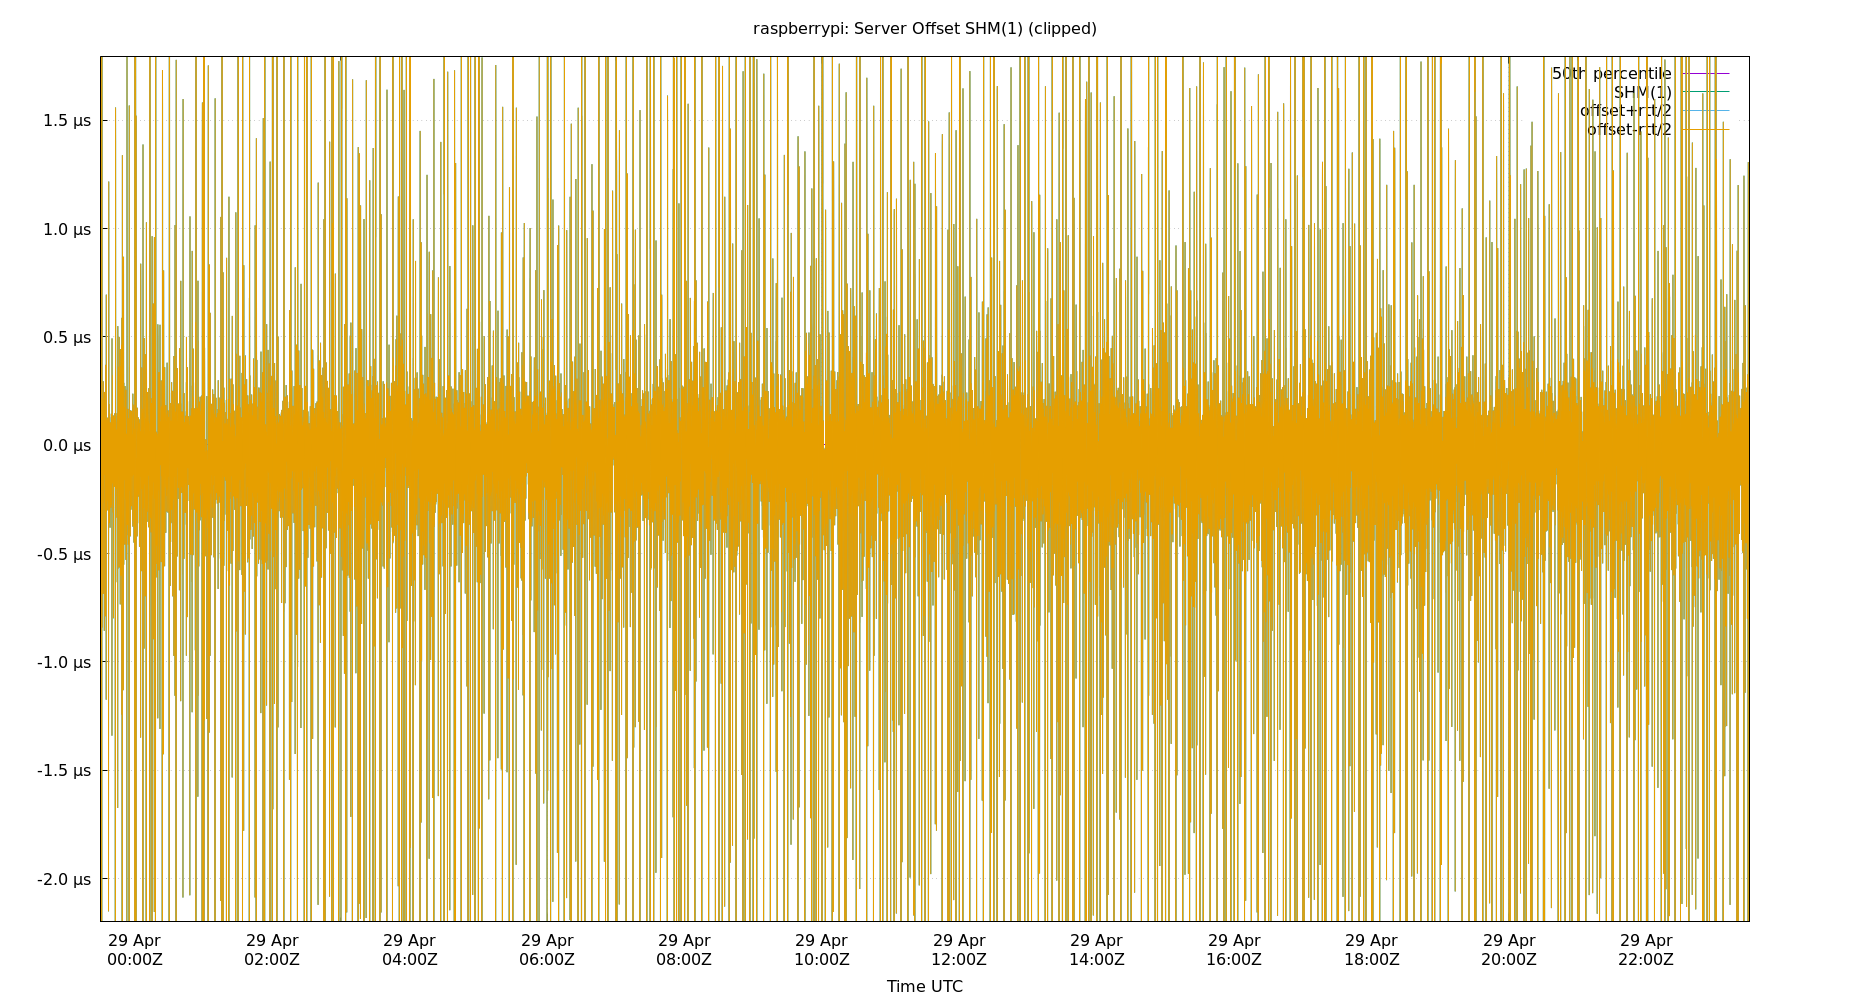 raspberrypi: Server Offset SHM(1) (clipped)
50th percentile
SHM(1)
offset+rtt/2
offset-rtt/2
1.5 µs
1.0 µs
0.5 µs
0.0 µs
-0.5 µs
-1.0 µs
-1.5 µs
-2.0 µs
29 Apr 29 Apr 29 Apr 29 Apr 29 Apr 29 Apr 29 Apr 29 Apr 29 Apr 29 Apr 29 Apr 29 Apr
00:00Z 02:00Z 04:00Z 06:00Z 08:00Z 10:00Z 12:00Z 14:00Z 16:00Z 18:00Z 20:00Z 22:00Z
Time UTC